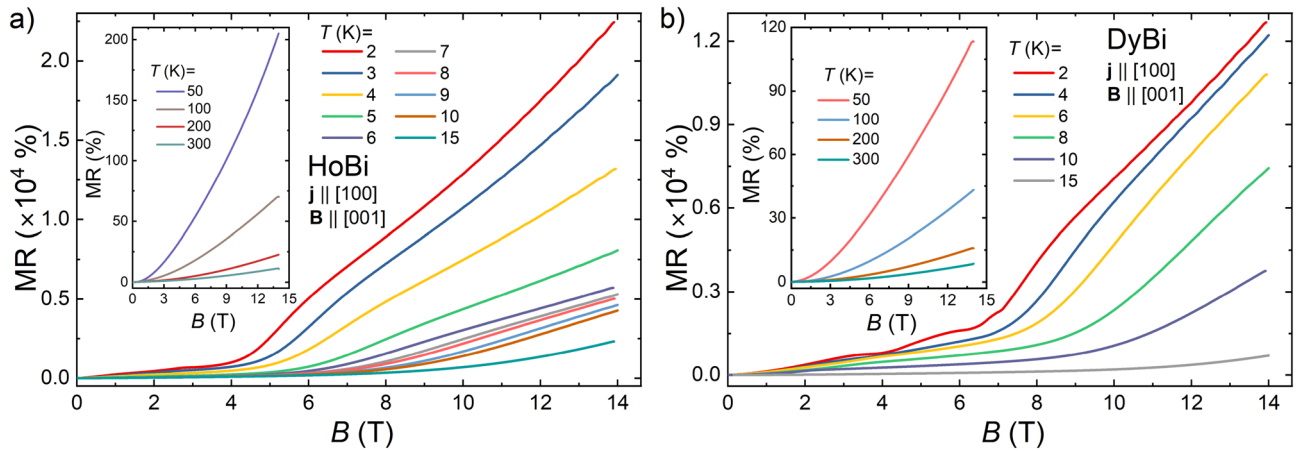 a)
MR (×10⁴ %)
2.0
1.5
1.0
0.5
0.0
0 2 4 6 8 10 12 14
B (T)
MR (%)
200
150
100
50
0
0 3 6 9 12 15
B (T)
T (K)=
50
100
200
300
T (K)=
2 7
3 8
4 9
5 10
6 15
HoBi
j || [100]
B || [001]
b)
MR (×10⁴ %)
1.2
0.9
0.6
0.3
0.0
0 2 4 6 8 10 12 14
B (T)
MR (%)
120
90
60
30
0
0 3 6 9 12 15
B (T)
T (K)=
50
100
200
300
T (K)=
2
4
6
8
10
15
DyBi
j || [100]
B || [001]